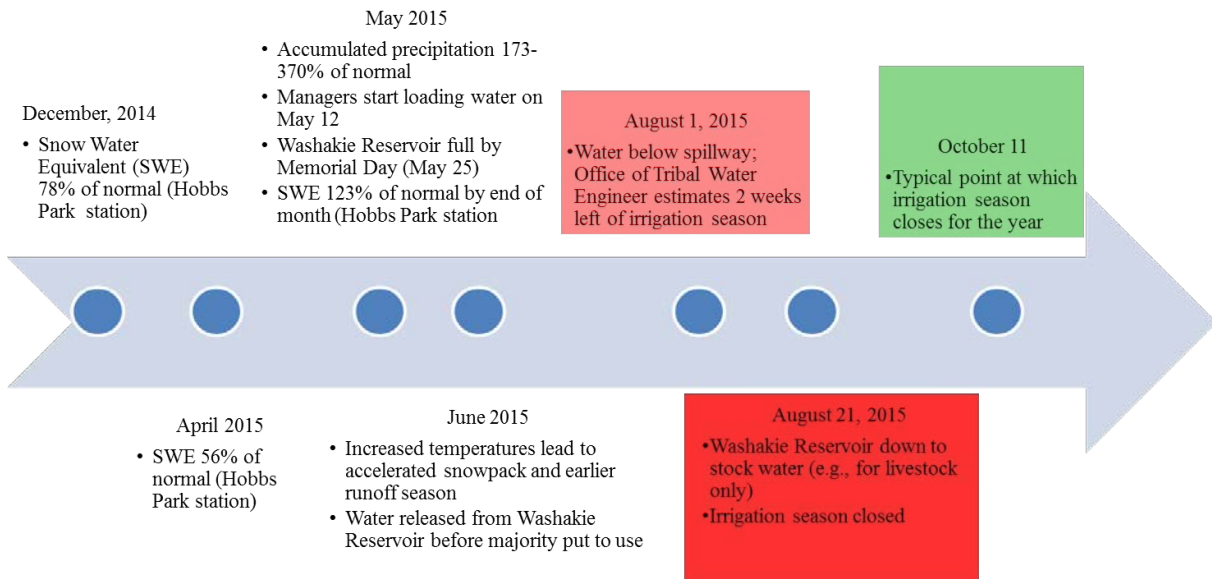 December, 2014
• Snow Water
Equivalent (SWE)
78% of normal (Hobbs
Park station)
May 2015
• Accumulated precipitation 173-
370% of normal
• Managers start loading water on
May 12
• Washakie Reservoir full by
Memorial Day (May 25)
• SWE 123% of normal by end of
month (Hobbs Park station
August 1, 2015
•Water below spillway;
Office of Tribal Water
Engineer estimates 2 weeks
left of irrigation season
October 11
•Typical point at which
irrigation season
closes for the year
April 2015
• SWE 56% of
normal (Hobbs
Park station)
June 2015
• Increased temperatures lead to
accelerated snowpack and earlier
runoff season
• Water released from Washakie
Reservoir before majority put to use
August 21, 2015
•Washakie Reservoir down to
stock water (e.g., for livestock
only)
•Irrigation season closed